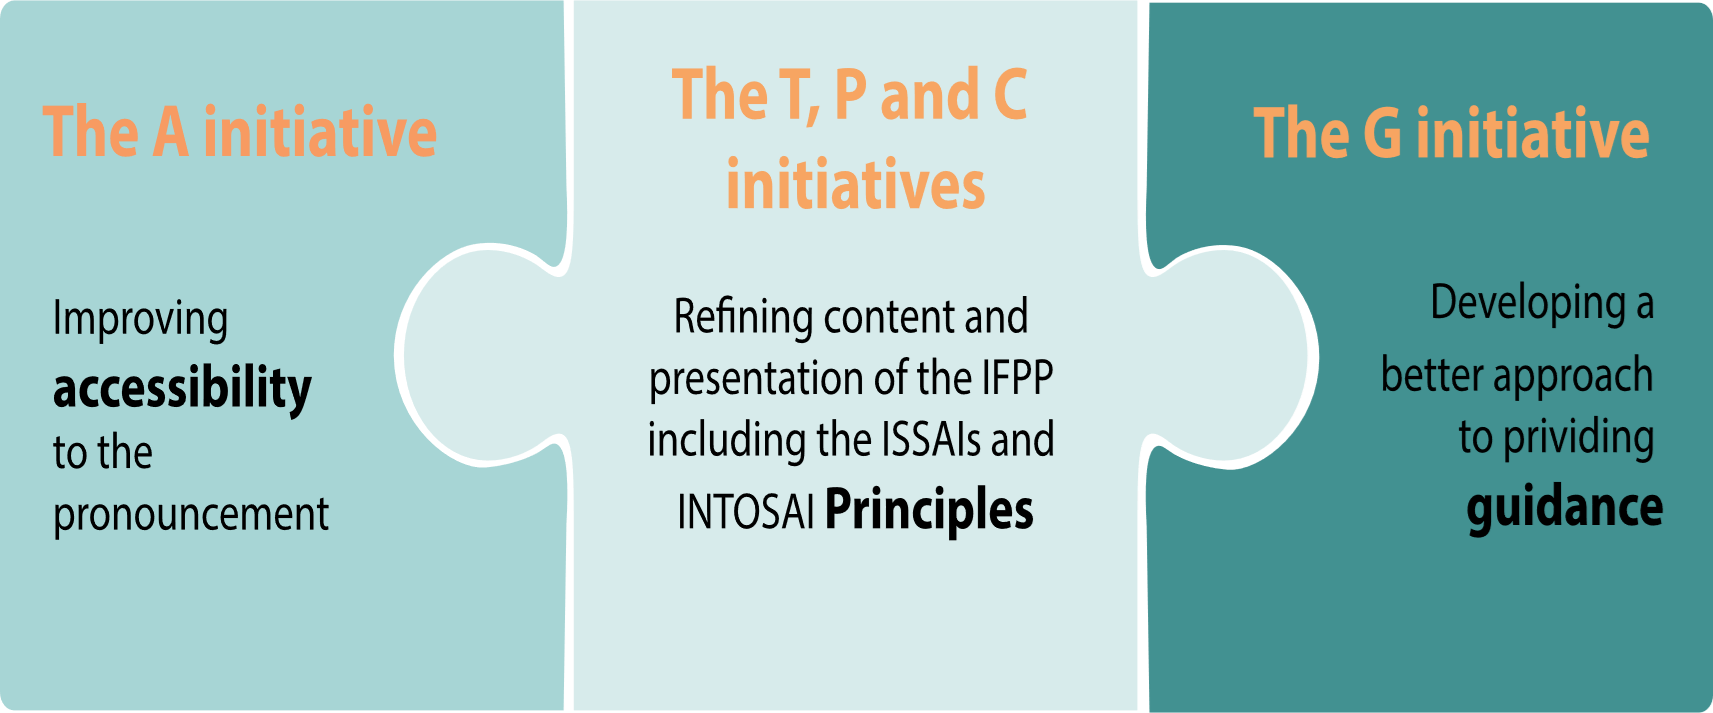 The A initiative
Improving
accessibility
to the
pronouncement
The T, P and C
initiatives
Refining content and
presentation of the IFPP
including the ISSAIs and
INTOSAI Principles
The G initiative
Developing a
better approach
to prividing
guidance